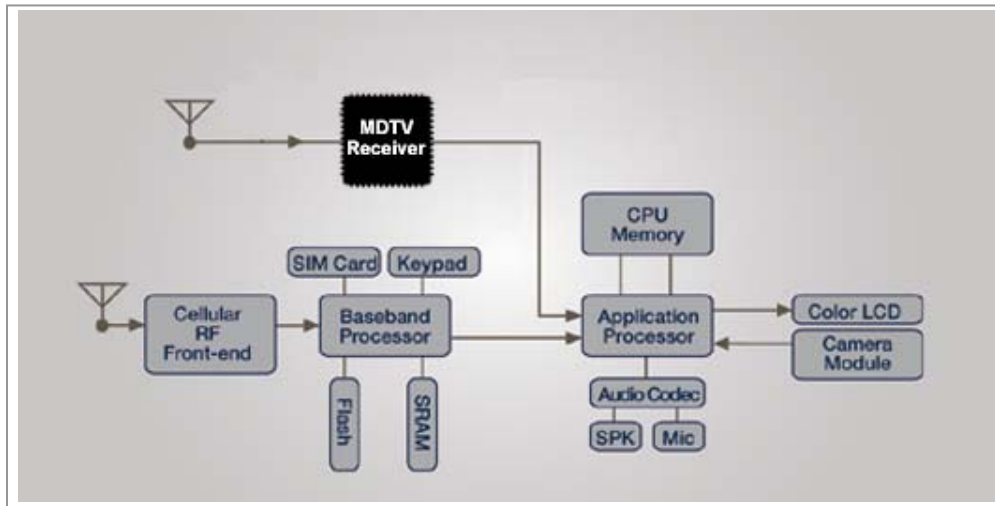 MDTV
Receiver
CPU
Memory
SIM Card
Keypad
Cellular
RF
Front-end
Baseband
Processor
Application
Processor
Color LCD
Camera
Module
Flash
SRAM
Audio Codec
SPK
Mic